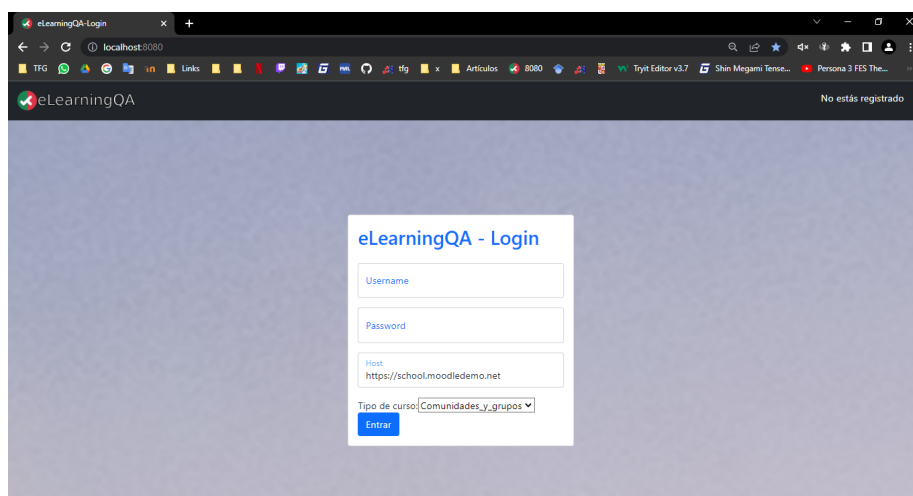 eLearningQA-Login
localhost:8080
TFG
Links
tfg
x
Artículos
8080
Tryit Editor v3.7
Shin Megami Tense...
Persona 3 FES The...
eLearningQA
No estás registrado
eLearningQA - Login
Username
Password
Host
https://school.moodledemo.net
Tipo de curso: Comunidades_y_grupos
Entrar